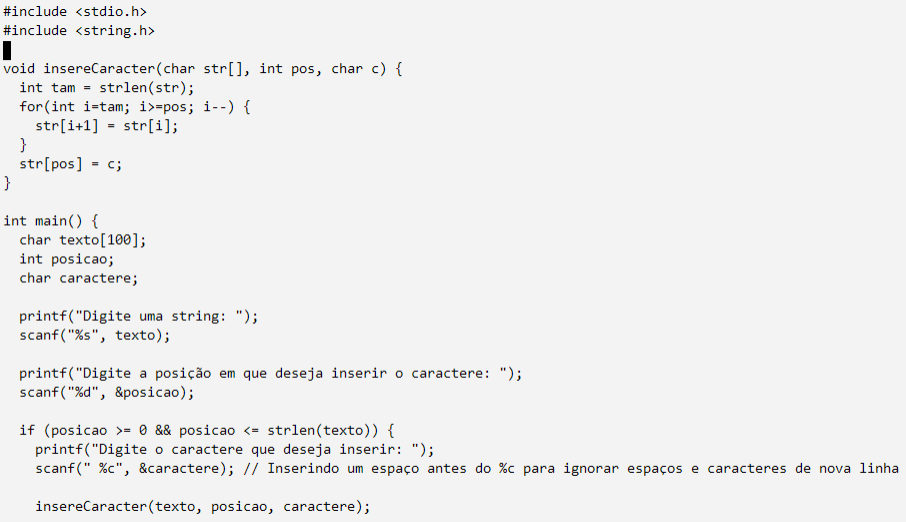 #include <stdio.h>
#include <string.h>
void insereCaracter(char str[], int pos, char c) {
  int tam = strlen(str);
  for(int i=tam; i>=pos; i--) {
    str[i+1] = str[i];
  }
  str[pos] = c;
}
int main() {
  char texto[100];
  int posicao;
  char caractere;
  printf("Digite uma string: ");
  scanf("%s", texto);
  printf("Digite a posição em que deseja inserir o caractere: ");
  scanf("%d", &posicao);
  if (posicao >= 0 && posicao <= strlen(texto)) {
    printf("Digite o caractere que deseja inserir: ");
    scanf(" %c", &caractere); // Inserindo um espaço antes do %c para ignorar espaços e caracteres de nova linha
    insereCaracter(texto, posicao, caractere);